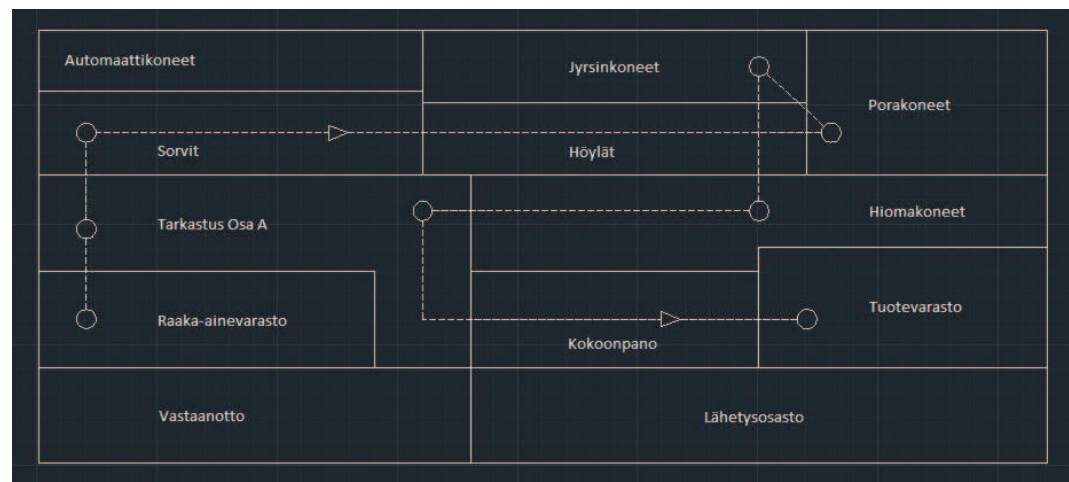 Automaattikoneet
Jyrsinkoneet
Porakoneet
Sorvit
Höylät
Tarkastus Osa A
Hiomakoneet
Raaka-ainevarasto
Tuotevarasto
Kokoonpano
Vastaanotto
Lähetysosasto